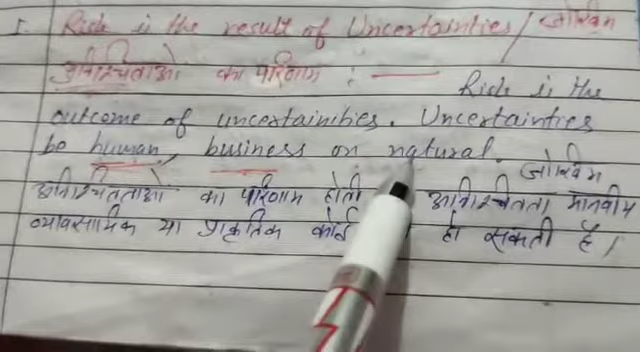 1. Risk is the result of Uncertainties / जोखिम
अनिश्चितताओ का परिणाम : —
Risk is the
outcome of uncertainities. Uncertainties
be human, business or natural. जोखिम
अनिश्चितताओ का परिणाम होती अनिश्चितता मानवीय
व्यावसायिक या प्राकृतिक कोई हो सकती है।